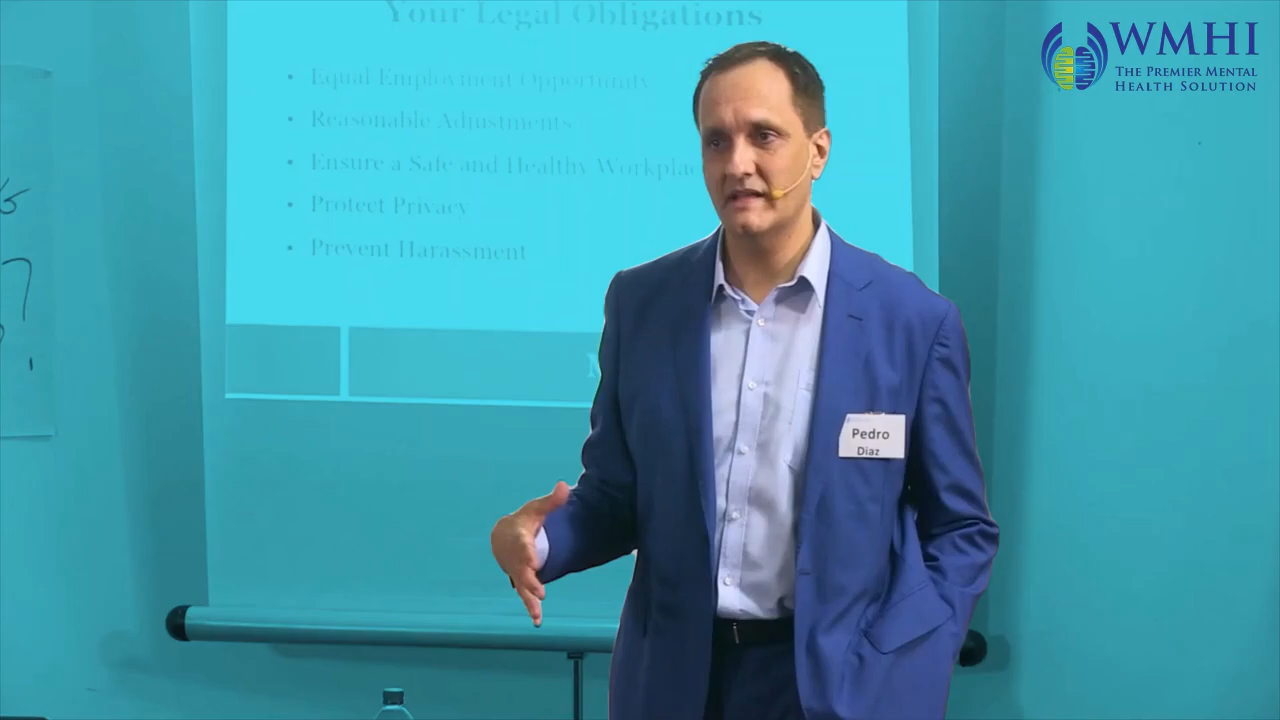 Your Legal Obligations
• Equal Employment Opportunity
• Reasonable Adjustments
• Ensure a Safe and Healthy Workplac
• Protect Privacy
• Prevent Harassment
WMHI
THE PREMIER MENTAL
HEALTH SOLUTION
Pedro
Diaz